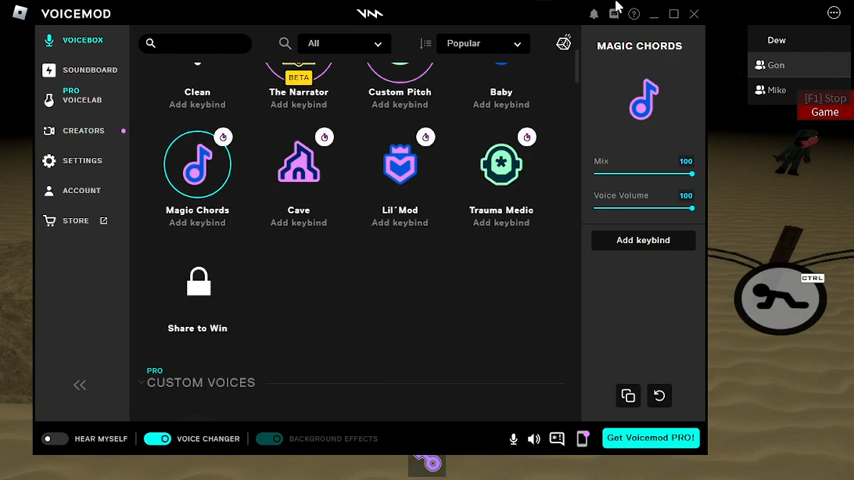 VOICEMOD
VOICEBOX
SOUNDBOARD
PRO
VOICELAB
CREATORS
SETTINGS
ACCOUNT
STORE
All
Popular
Clean
Add keybind
BETA
The Narrator
Add keybind
Custom Pitch
Add keybind
Baby
Add keybind
Magic Chords
Add keybind
Cave
Add keybind
Lil´Mod
Add keybind
Trauma Medic
Add keybind
Share to Win
PRO
CUSTOM VOICES
MAGIC CHORDS
Mix 100
Voice Volume 100
Add keybind
HEAR MYSELF
VOICE CHANGER
BACKGROUND EFFECTS
Get Voicemod PRO!
Dew
Gon
Mike
[F1] Stop
Game
CTRL